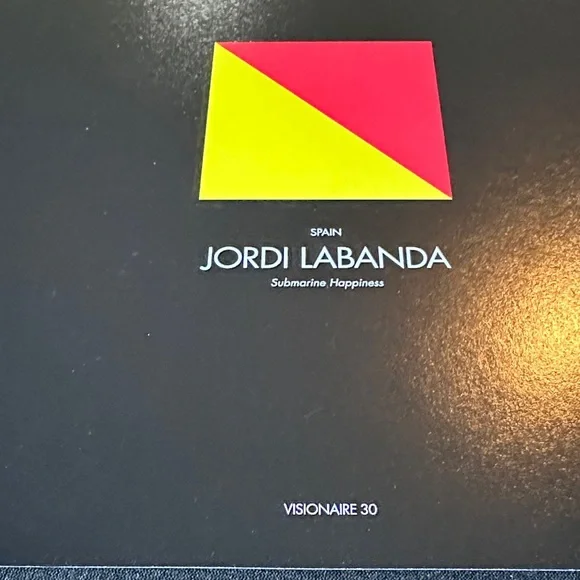 SPAIN
JORDI LABANDA
Submarine Happiness
VISIONAIRE 30